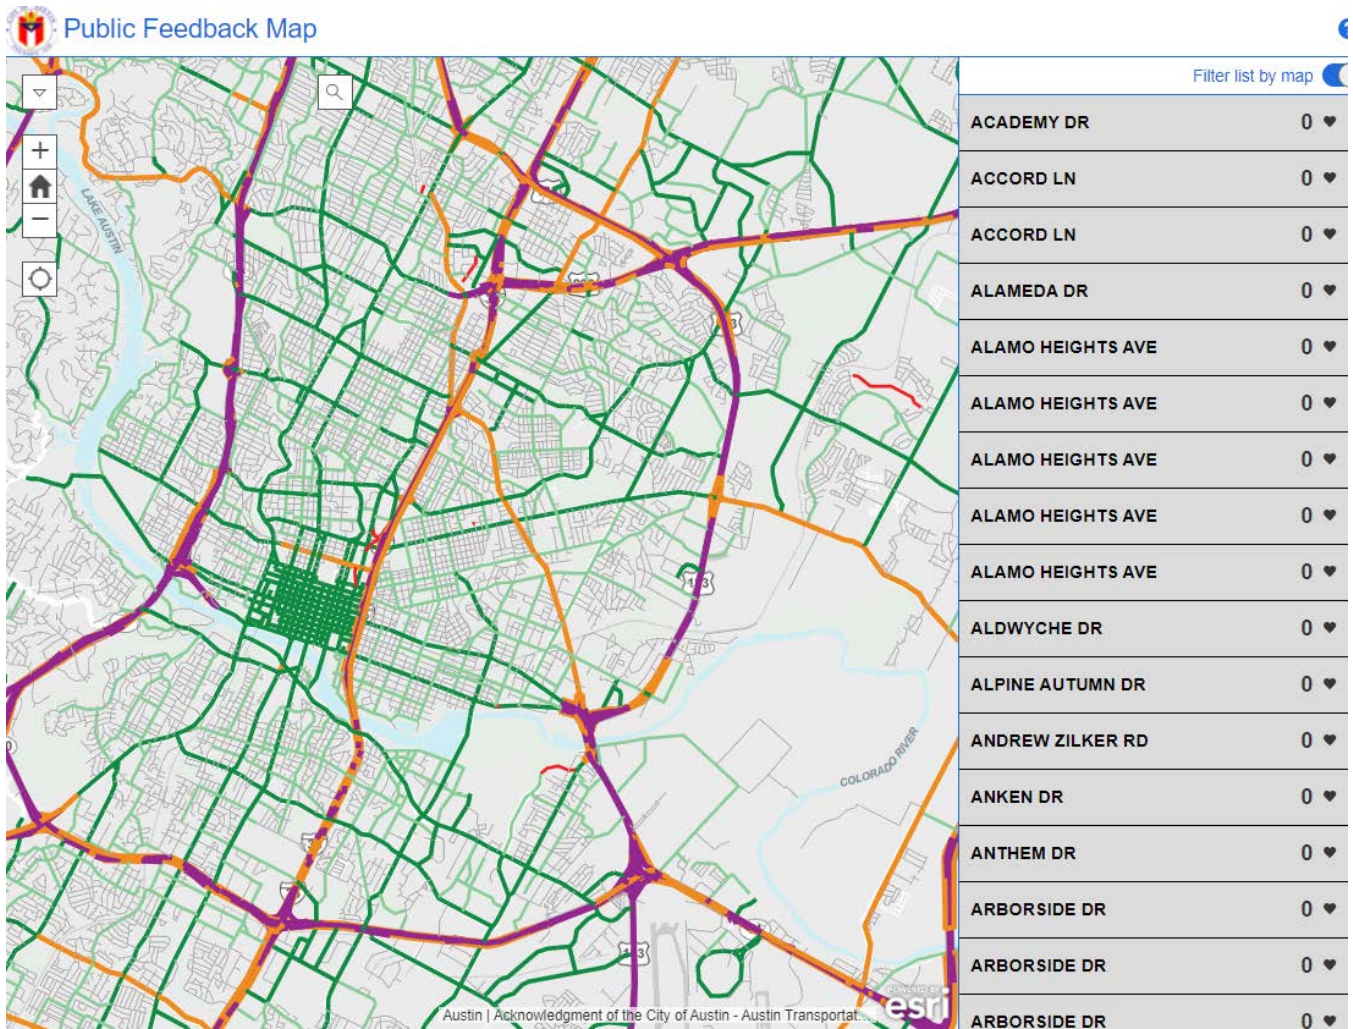 Public Feedback Map
Filter list by map
ACADEMY DR 0
ACCORD LN 0
ACCORD LN 0
ALAMEDA DR 0
ALAMO HEIGHTS AVE 0
ALAMO HEIGHTS AVE 0
ALAMO HEIGHTS AVE 0
ALAMO HEIGHTS AVE 0
ALAMO HEIGHTS AVE 0
ALDWYCHE DR 0
ALPINE AUTUMN DR 0
ANDREW ZILKER RD 0
ANKEN DR 0
ANTHEM DR 0
ARBORSIDE DR 0
ARBORSIDE DR 0
ARBORSIDE DR 0
LAKE AUSTIN
183
COLORADO RIVER
183
POWERED BY
esri
Austin | Acknowledgment of the City of Austin - Austin Transportat...